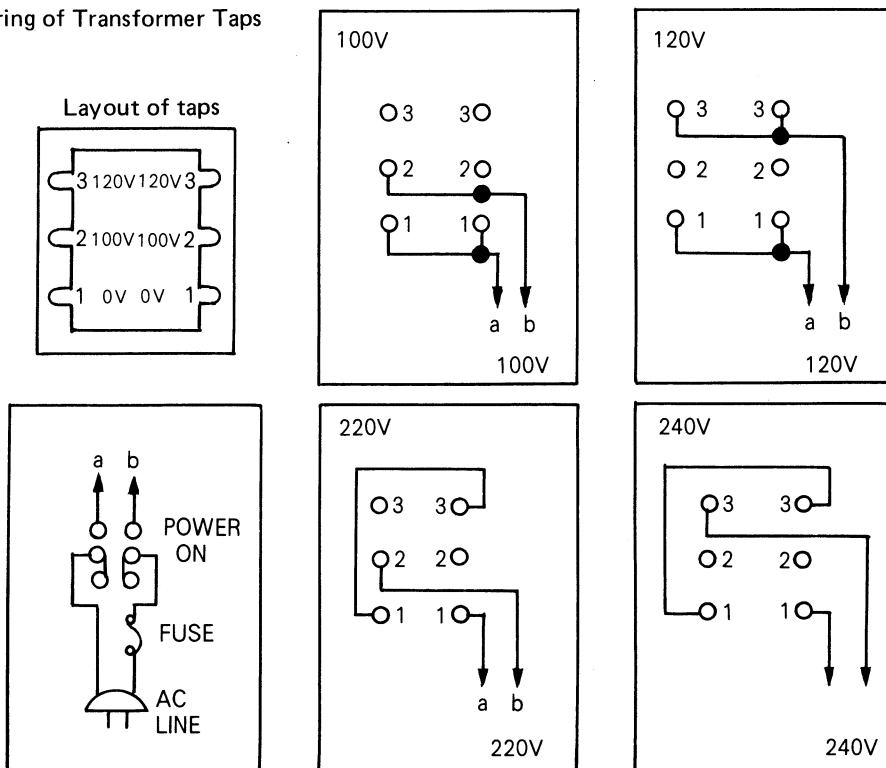 ring of Transformer Taps
Layout of taps
3 120V 120V 3
2 100V 100V 2
1 0V 0V 1
100V
3 3
2 2
1 1
a b
100V
120V
3 3
2 2
1 1
a b
120V
a b
POWER
ON
FUSE
AC
LINE
220V
3 3
2 2
1 1
a b
220V
240V
3 3
2 2
1 1
240V